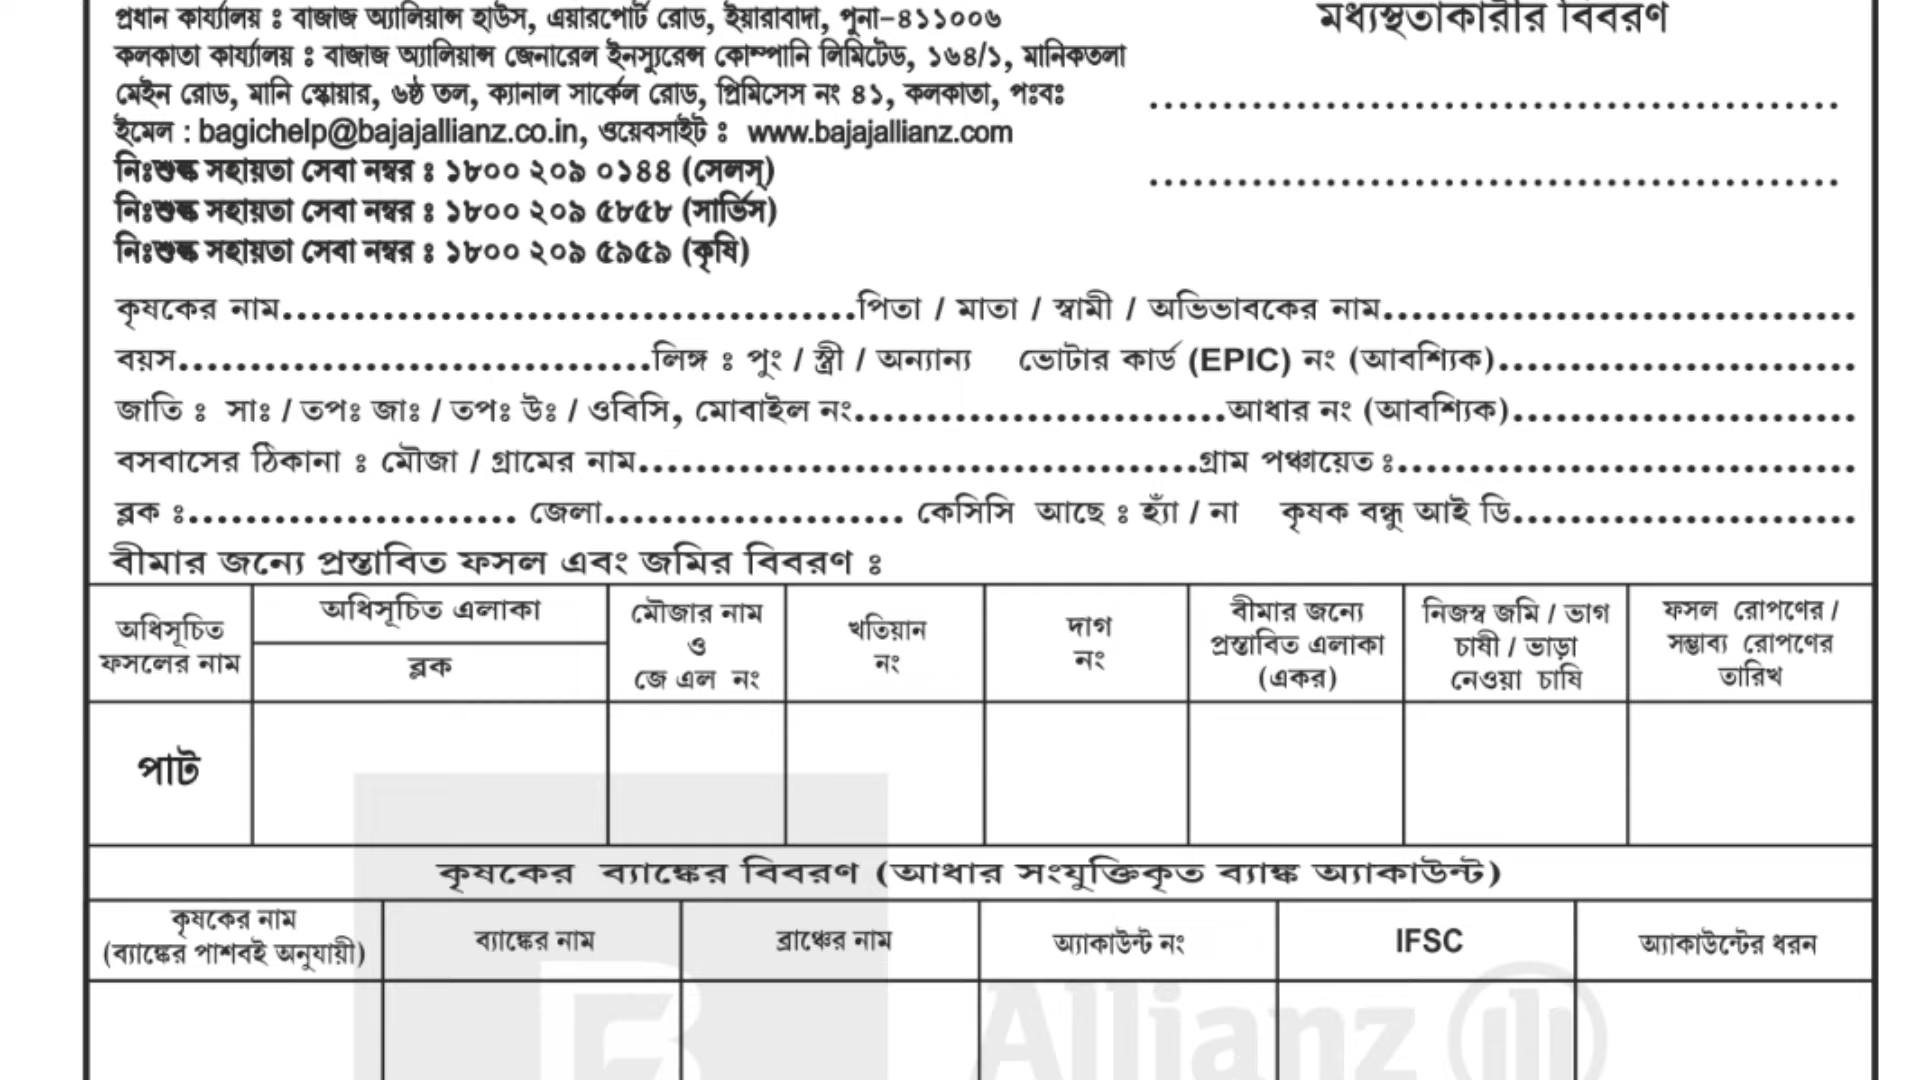 প্রধান কার্য্যালয় ঃ বাজাজ অ্যালিয়ান্স হাউস, এয়ারপোর্ট রোড, ইয়ারাবাদা, পুনা-৪১১০০৬
মধ্যস্থতাকারীর বিবরণ
কলকাতা কার্য্যালয় ঃ বাজাজ অ্যালিয়ান্স জেনারেল ইনস্যুরেন্স কোম্পানি লিমিটেড, ১৬৪/১, মানিকতলা
মেইন রোড, মানি স্কোয়ার, ৬ষ্ঠ তল, ক্যানাল সার্কেল রোড, প্রিমিসেস নং ৪১, কলকাতা, পঃবঃ
ইমেল : bagichelp@bajajallianz.co.in, ওয়েবসাইট ঃ www.bajajallianz.com
নিঃশুল্ক সহায়তা সেবা নম্বর ঃ ১৮০০ ২০৯ ০১৪৪ (সেলস্)
নিঃশুল্ক সহায়তা সেবা নম্বর ঃ ১৮০০ ২০৯ ৫৮৫৮ (সার্ভিস)
নিঃশুল্ক সহায়তা সেবা নম্বর ঃ ১৮০০ ২০৯ ৫৯৫৯ (কৃষি)
কৃষকের নাম........................................পিতা / মাতা / স্বামী / অভিভাবকের নাম.................................
বয়স.................................লিঙ্গ ঃ পুং / স্ত্রী / অন্যান্য ভোটার কার্ড (EPIC) নং (আবশ্যিক).........................
জাতি ঃ সাঃ / তপঃ জাঃ / তপঃ উঃ / ওবিসি, মোবাইল নং..........................আধার নং (আবশ্যিক)........................
বসবাসের ঠিকানা ঃ মৌজা / গ্রামের নাম.......................................গ্রাম পঞ্চায়েত ঃ................................
ব্লক ঃ....................... জেলা..................... কেসিসি আছে ঃ হ্যাঁ / না কৃষক বন্ধু আই ডি........................
বীমার জন্যে প্রস্তাবিত ফসল এবং জমির বিবরণ ঃ
অধিসূচিত ফসলের নাম
অধিসূচিত এলাকা
ব্লক
মৌজার নাম ও জে এল নং
খতিয়ান নং
দাগ নং
বীমার জন্যে প্রস্তাবিত এলাকা (একর)
নিজস্ব জমি / ভাগ চাষী / ভাড়া নেওয়া চাষি
ফসল রোপণের / সম্ভাব্য রোপণের তারিখ
পাট
কৃষকের ব্যাঙ্কের বিবরণ (আধার সংযুক্তিকৃত ব্যাঙ্ক অ্যাকাউন্ট)
কৃষকের নাম (ব্যাঙ্কের পাশবই অনুযায়ী)
ব্যাঙ্কের নাম
ব্রাঞ্চের নাম
অ্যাকাউন্ট নং
IFSC
অ্যাকাউন্টের ধরন
Allianz